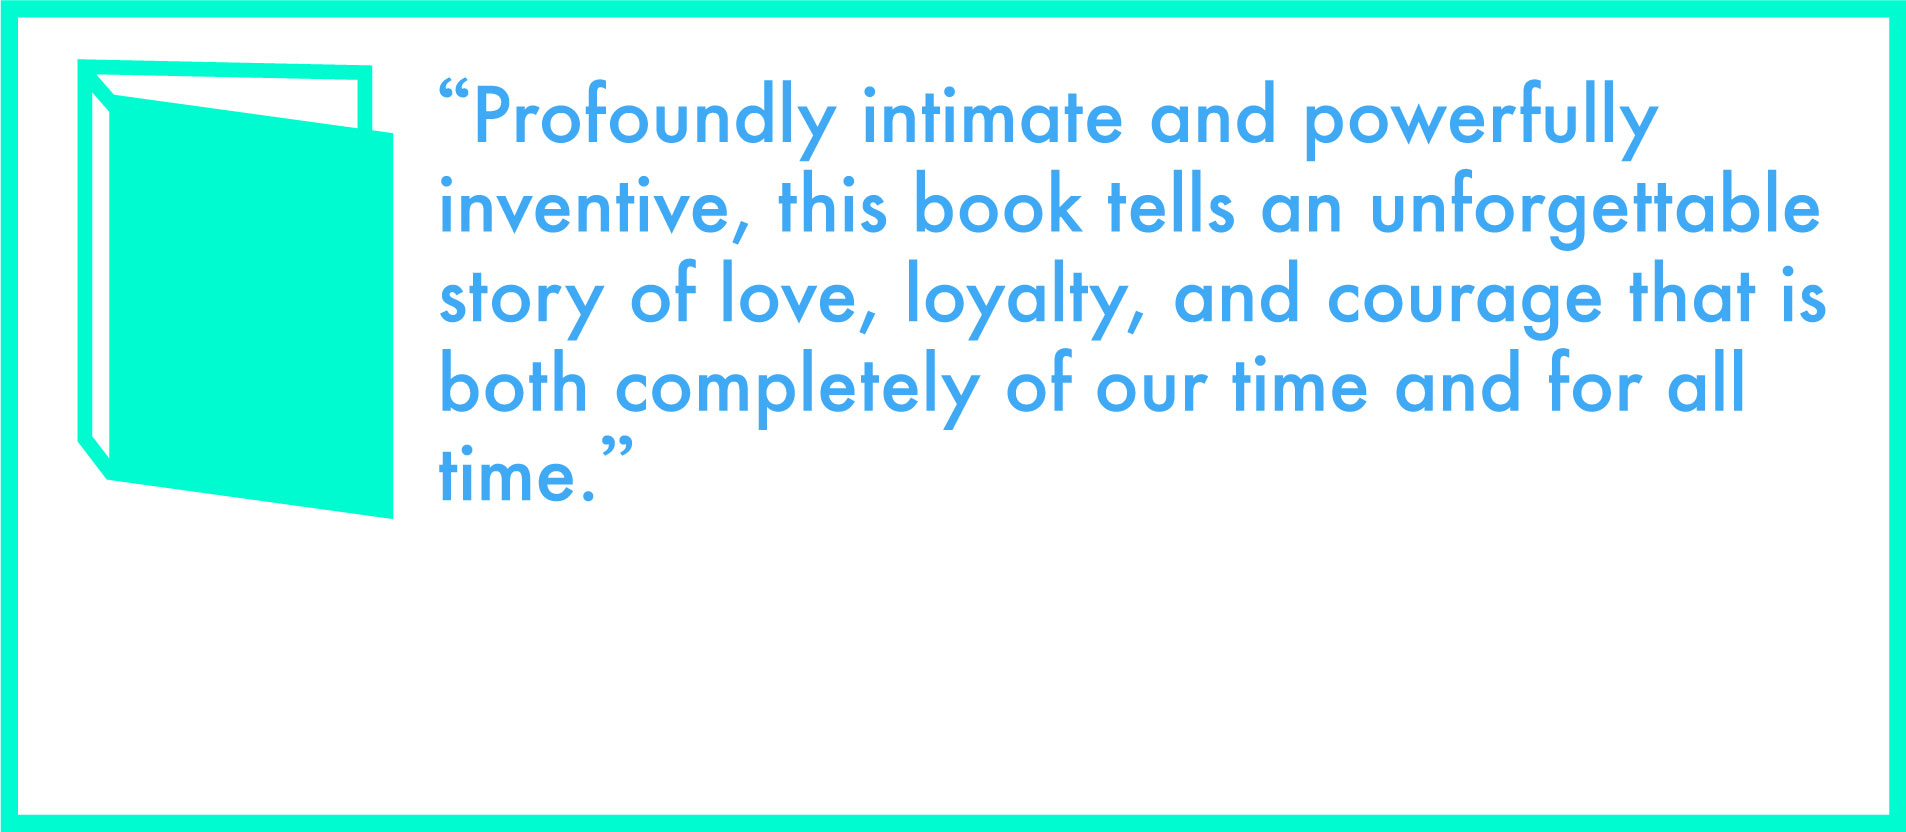 “Profoundly intimate and powerfully
inventive, this book tells an unforgettable
story of love, loyalty, and courage that is
both completely of our time and for all
time.”